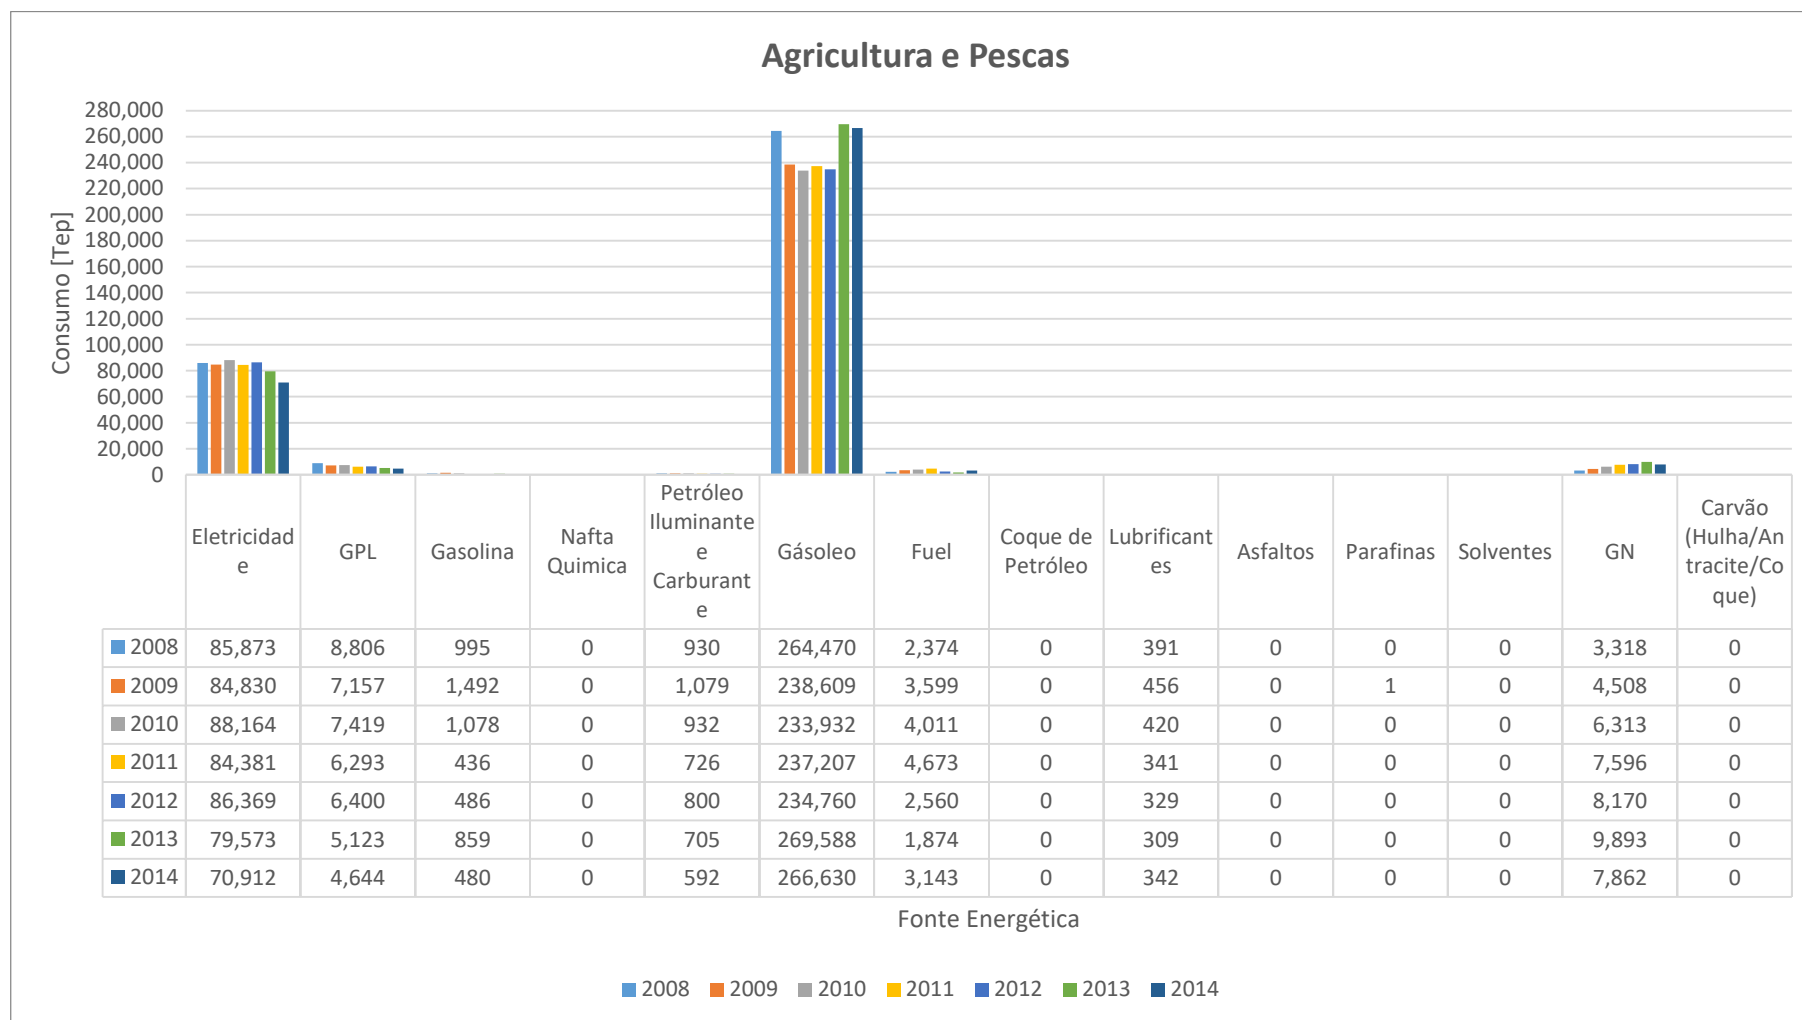 Agricultura e Pescas
280,000
260,000
240,000
220,000
200,000
180,000
160,000
140,000
120,000
100,000
80,000
60,000
40,000
20,000
0
Consumo [Tep]
Eletricidad
e
GPL
Gasolina
Nafta
Quimica
Petróleo
Iluminante
e
Carburant
e
Gásoleo
Fuel
Coque de
Petróleo
Lubrificant
es
Asfaltos
Parafinas
Solventes
GN
Carvão
(Hulha/An
tracite/Co
que)
2008 85,873 8,806 995 0 930 264,470 2,374 0 391 0 0 0 3,318 0
2009 84,830 7,157 1,492 0 1,079 238,609 3,599 0 456 0 1 0 4,508 0
2010 88,164 7,419 1,078 0 932 233,932 4,011 0 420 0 0 0 6,313 0
2011 84,381 6,293 436 0 726 237,207 4,673 0 341 0 0 0 7,596 0
2012 86,369 6,400 486 0 800 234,760 2,560 0 329 0 0 0 8,170 0
2013 79,573 5,123 859 0 705 269,588 1,874 0 309 0 0 0 9,893 0
2014 70,912 4,644 480 0 592 266,630 3,143 0 342 0 0 0 7,862 0
Fonte Energética
2008 2009 2010 2011 2012 2013 2014